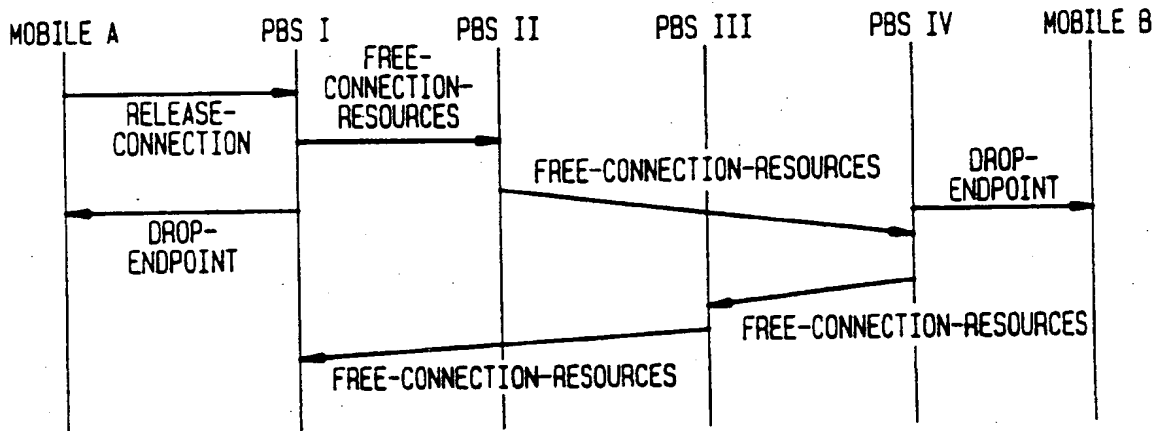 MOBILE A
PBS I
PBS II
PBS III
PBS IV
MOBILE B
FREE-
CONNECTION-
RESOURCES
RELEASE-
CONNECTION
FREE-CONNECTION-RESOURCES
DROP-
ENDPOINT
DROP-
ENDPOINT
FREE-CONNECTION-RESOURCES
FREE-CONNECTION-RESOURCES